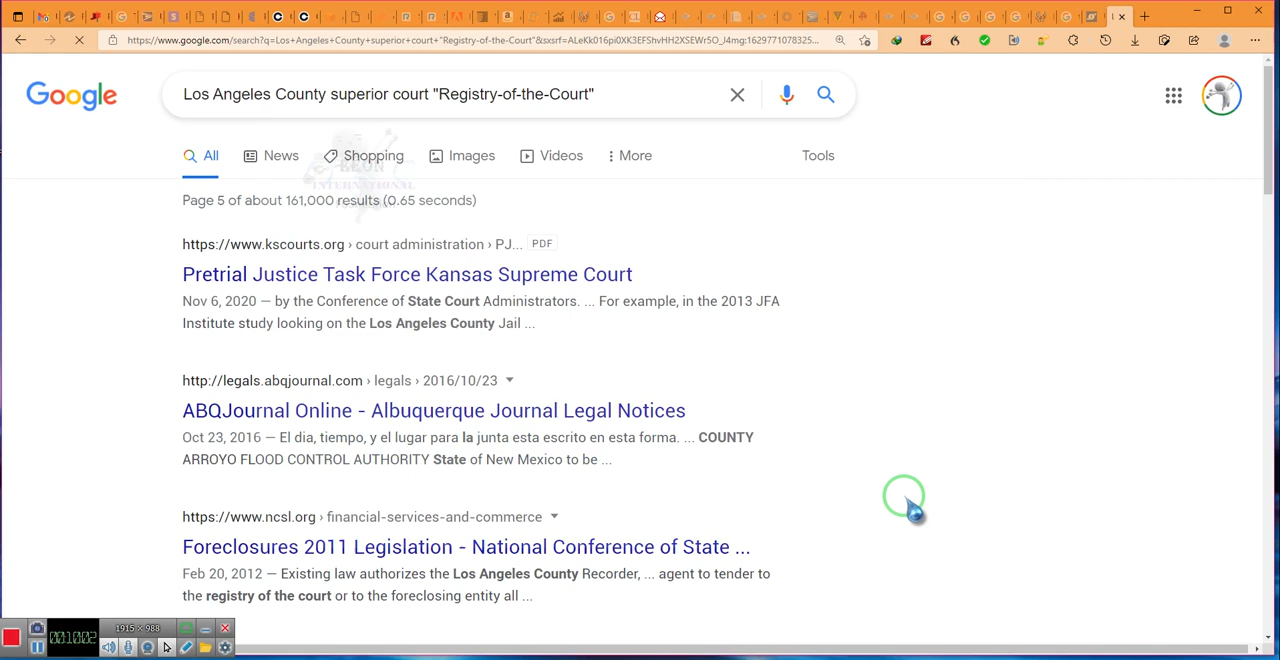 https://www.google.com/search?q=Los+Angeles+County+superior+court+"Registry-of-the-Court"&sxsrf=ALeKk016pi0XK3EFShvHH2XSEWr5O_J4mg:1629771078325...
Google
Los Angeles County superior court "Registry-of-the-Court"
All
News
Shopping
Images
Videos
More
Tools
INTERNATIONAL
Page 5 of about 161,000 results (0.65 seconds)
https://www.kscourts.org › court administration › PJ... PDF
Pretrial Justice Task Force Kansas Supreme Court
Nov 6, 2020 — by the Conference of State Court Administrators. ... For example, in the 2013 JFA
Institute study looking on the Los Angeles County Jail ...
http://legals.abqjournal.com › legals › 2016/10/23
ABQJournal Online - Albuquerque Journal Legal Notices
Oct 23, 2016 — El dia, tiempo, y el lugar para la junta esta escrito en esta forma. ... COUNTY
ARROYO FLOOD CONTROL AUTHORITY State of New Mexico to be ...
https://www.ncsl.org › financial-services-and-commerce
Foreclosures 2011 Legislation - National Conference of State ...
Feb 20, 2012 — Existing law authorizes the Los Angeles County Recorder, ... agent to tender to
the registry of the court or to the foreclosing entity all ...
1915 × 988